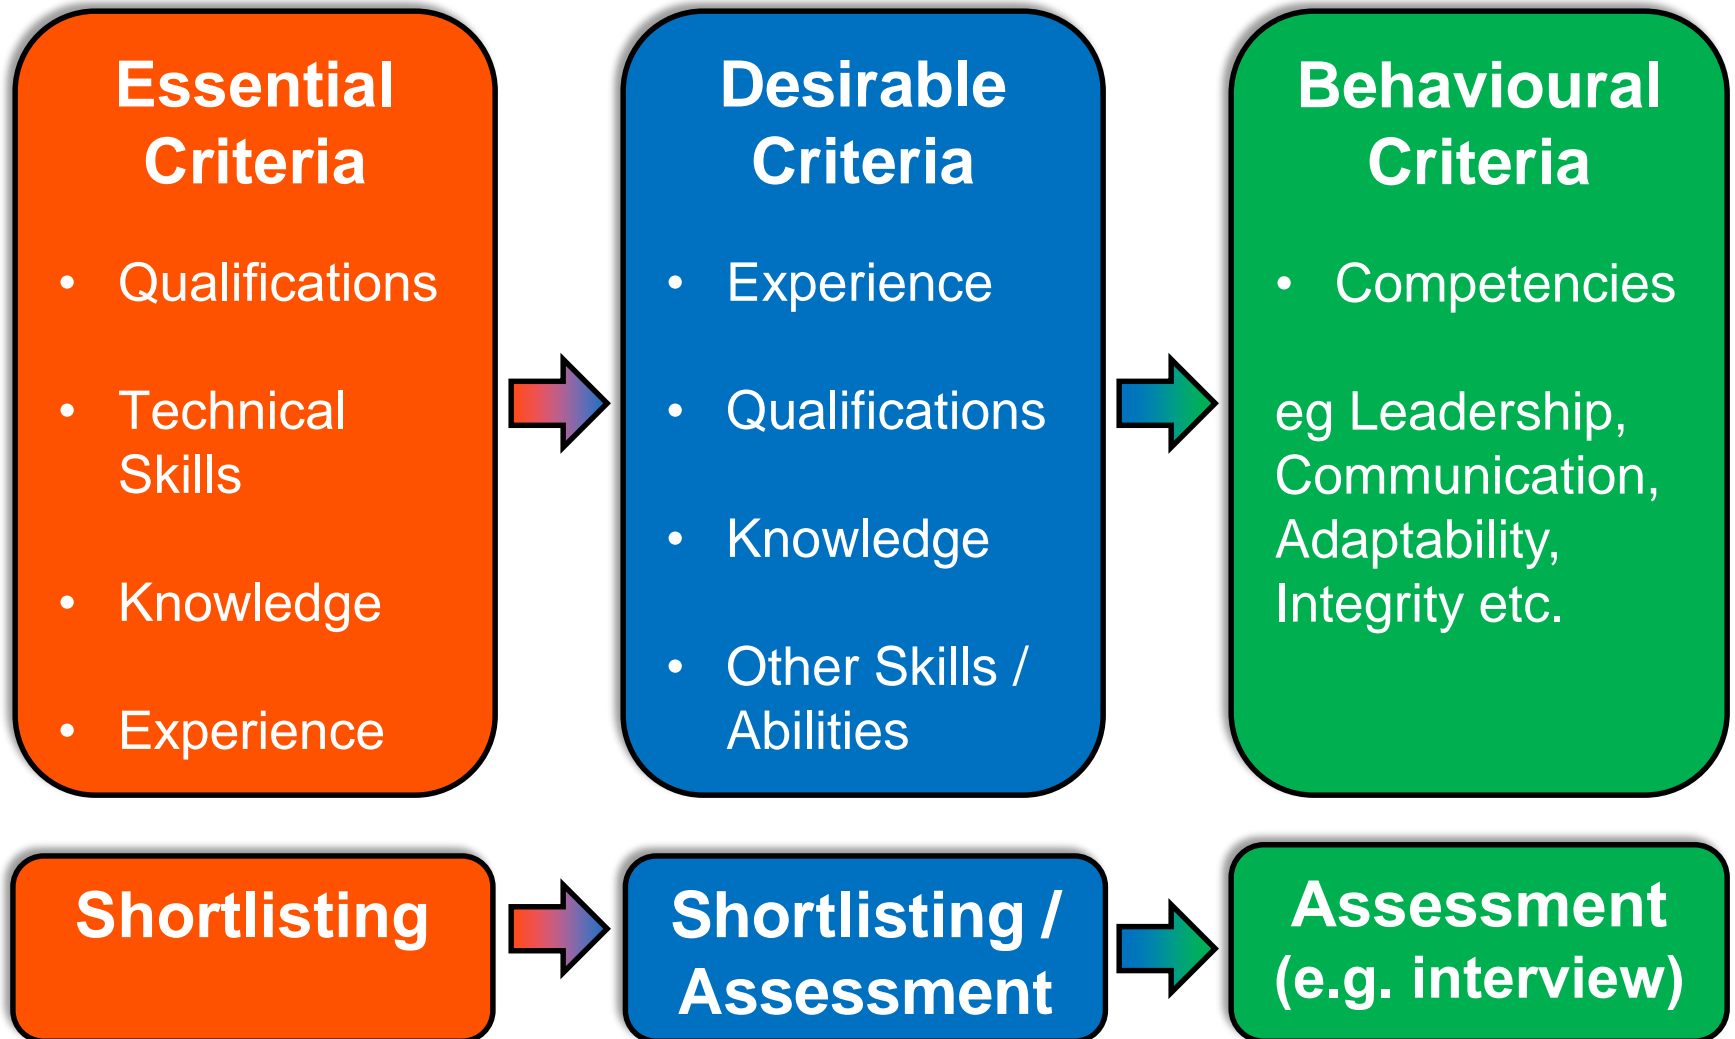 Essential
Criteria
• Qualifications
• Technical
Skills
• Knowledge
• Experience
Desirable
Criteria
• Experience
• Qualifications
• Knowledge
• Other Skills /
Abilities
Behavioural
Criteria
• Competencies
eg Leadership,
Communication,
Adaptability,
Integrity etc.
Shortlisting
Shortlisting /
Assessment
Assessment
(e.g. interview)